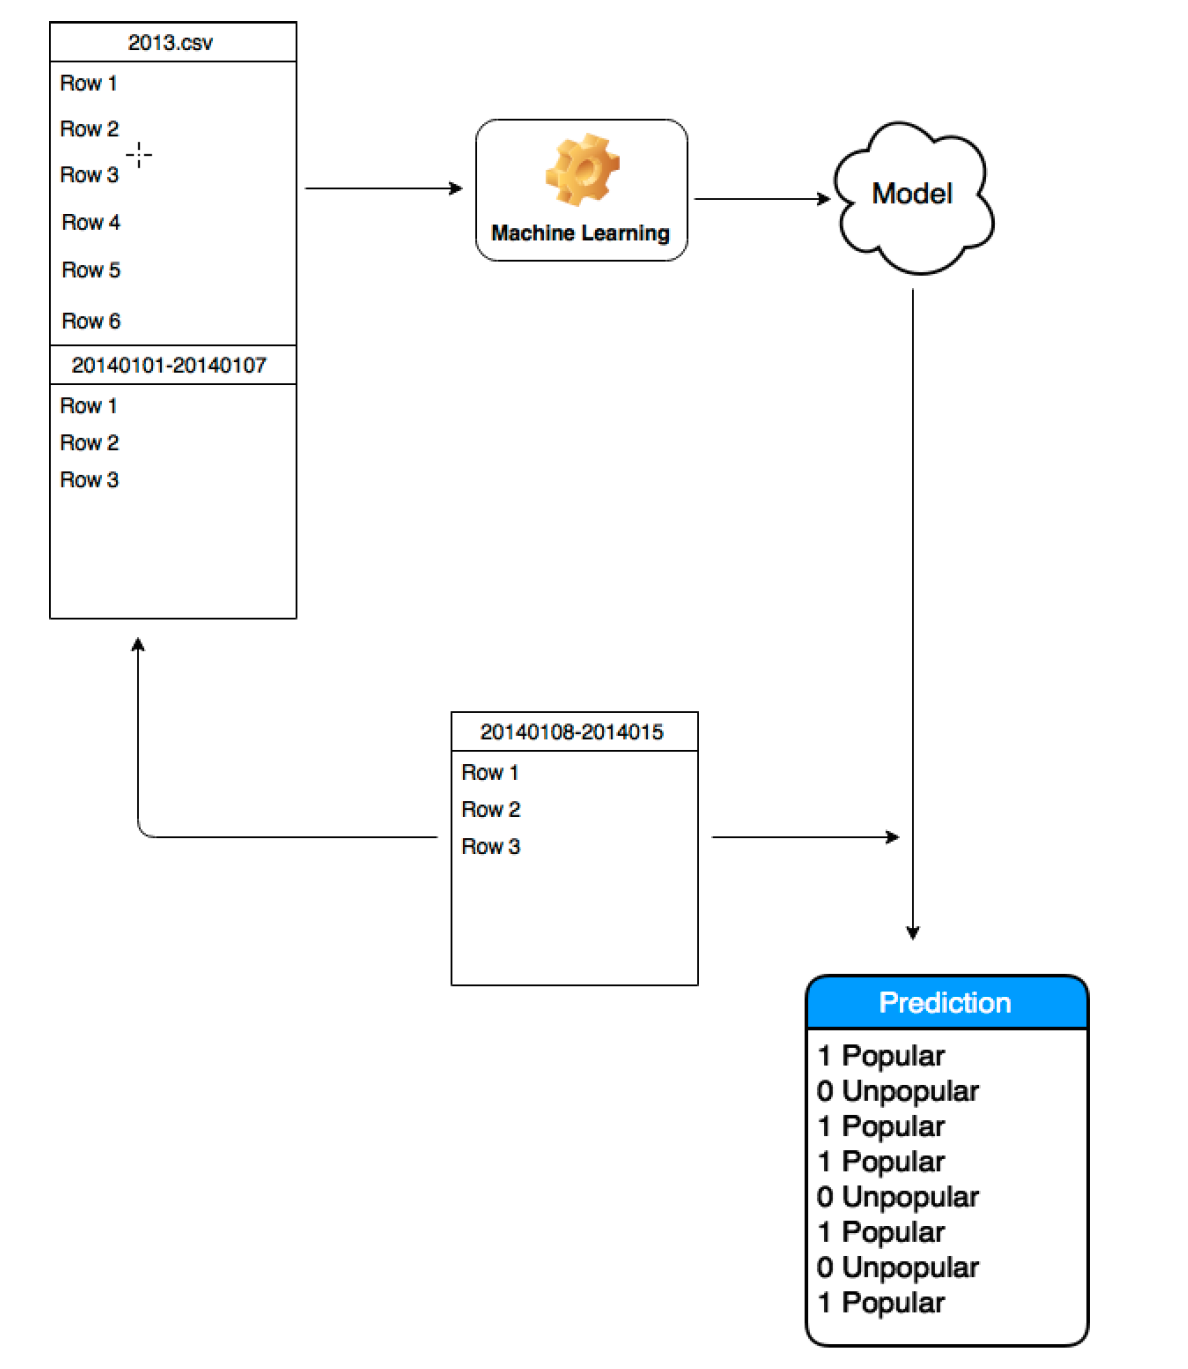 2013.csv
Row 1
Row 2
Row 3
Row 4
Row 5
Row 6
20140101-20140107
Row 1
Row 2
Row 3
Machine Learning
Model
20140108-2014015
Row 1
Row 2
Row 3
Prediction
1 Popular
0 Unpopular
1 Popular
1 Popular
0 Unpopular
1 Popular
0 Unpopular
1 Popular